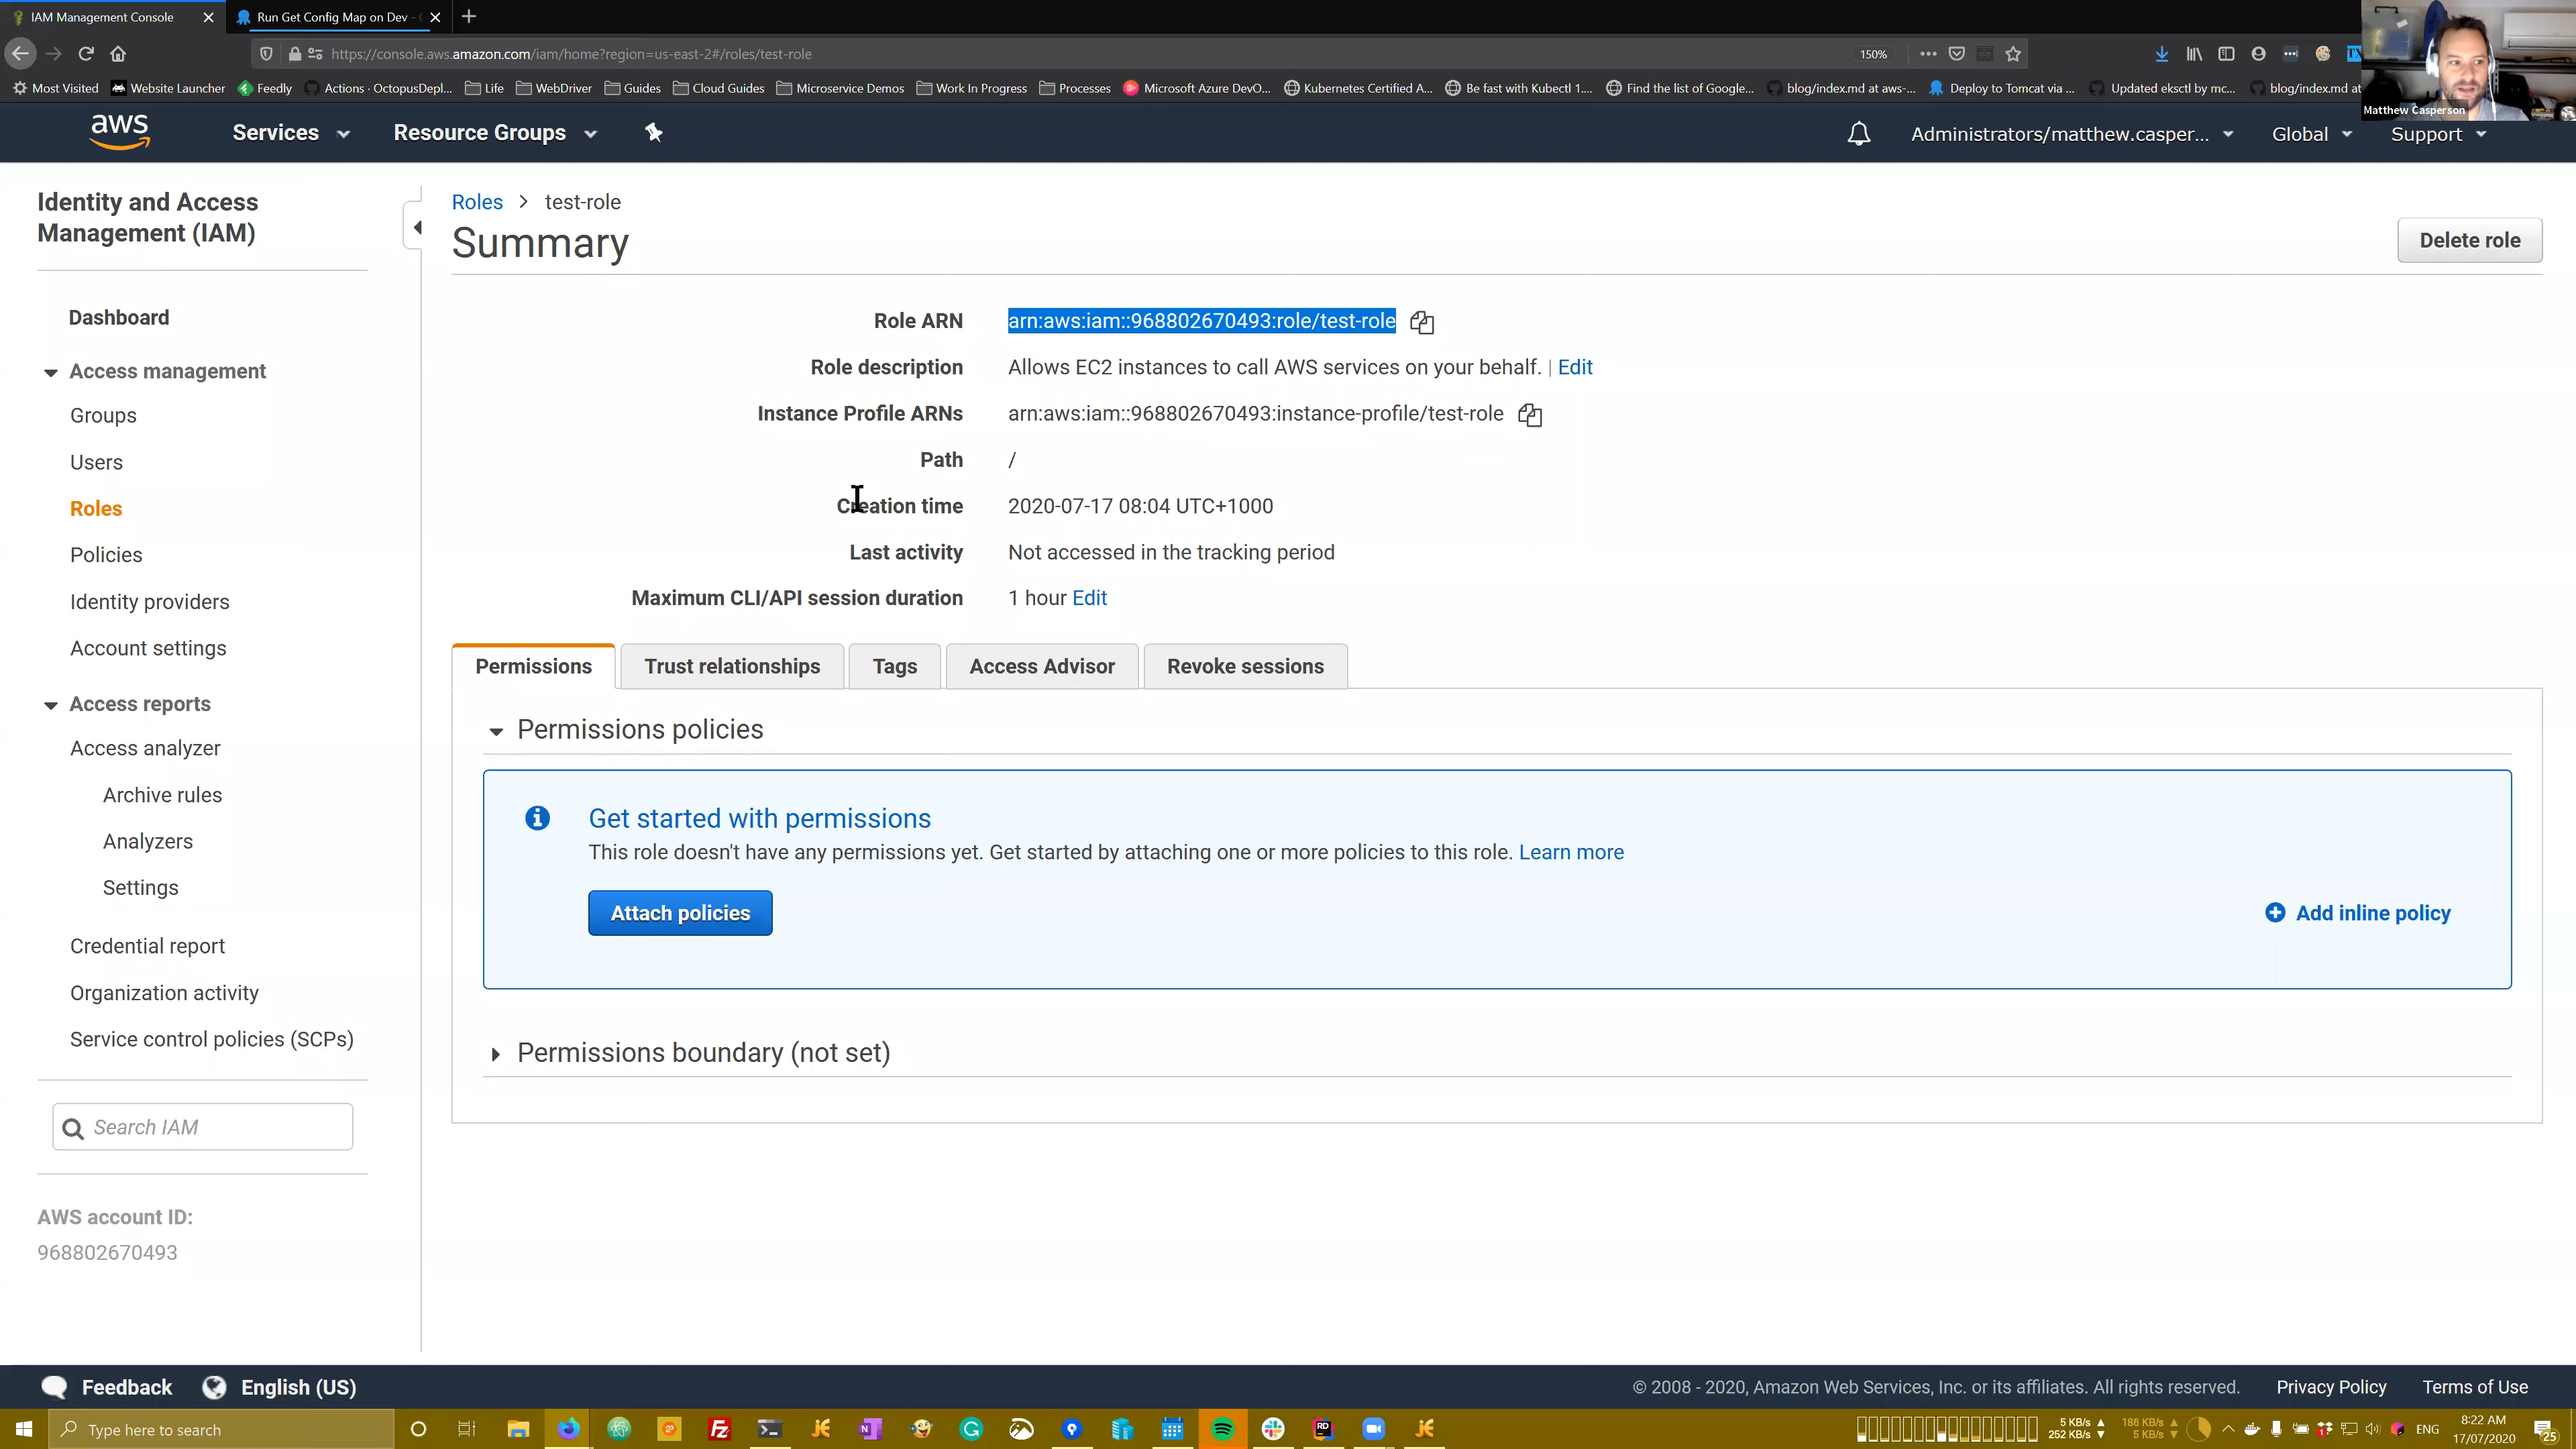 IAM Management Console
Run Get Config Map on Dev -
https://console.aws.amazon.com/iam/home?region=us-east-2#/roles/test-role
150%
Most Visited
Website Launcher
Feedly
Actions · OctopusDepl...
Life
WebDriver
Guides
Cloud Guides
Microservice Demos
Work In Progress
Processes
Microsoft Azure DevO...
Kubernetes Certified A...
Be fast with Kubectl 1....
Find the list of Google...
blog/index.md at aws-...
Deploy to Tomcat via ...
Updated eksctl by mc...
blog/index.md at
Matthew Casperson
aws
Services
Resource Groups
Administrators/matthew.casper...
Global
Support
Identity and Access
Management (IAM)
Dashboard
Access management
Groups
Users
Roles
Policies
Identity providers
Account settings
Access reports
Access analyzer
Archive rules
Analyzers
Settings
Credential report
Organization activity
Service control policies (SCPs)
Search IAM
AWS account ID:
968802670493
Roles > test-role
Summary
Delete role
Role ARN arn:aws:iam::968802670493:role/test-role
Role description Allows EC2 instances to call AWS services on your behalf. | Edit
Instance Profile ARNs arn:aws:iam::968802670493:instance-profile/test-role
Path /
Creation time 2020-07-17 08:04 UTC+1000
Last activity Not accessed in the tracking period
Maximum CLI/API session duration 1 hour Edit
Permissions
Trust relationships
Tags
Access Advisor
Revoke sessions
Permissions policies
Get started with permissions
This role doesn't have any permissions yet. Get started by attaching one or more policies to this role. Learn more
Attach policies
Add inline policy
Permissions boundary (not set)
Feedback
English (US)
© 2008 - 2020, Amazon Web Services, Inc. or its affiliates. All rights reserved.
Privacy Policy
Terms of Use
Type here to search
5 KB/s
252 KB/s
186 KB/s
5 KB/s
ENG
8:22 AM
17/07/2020
25